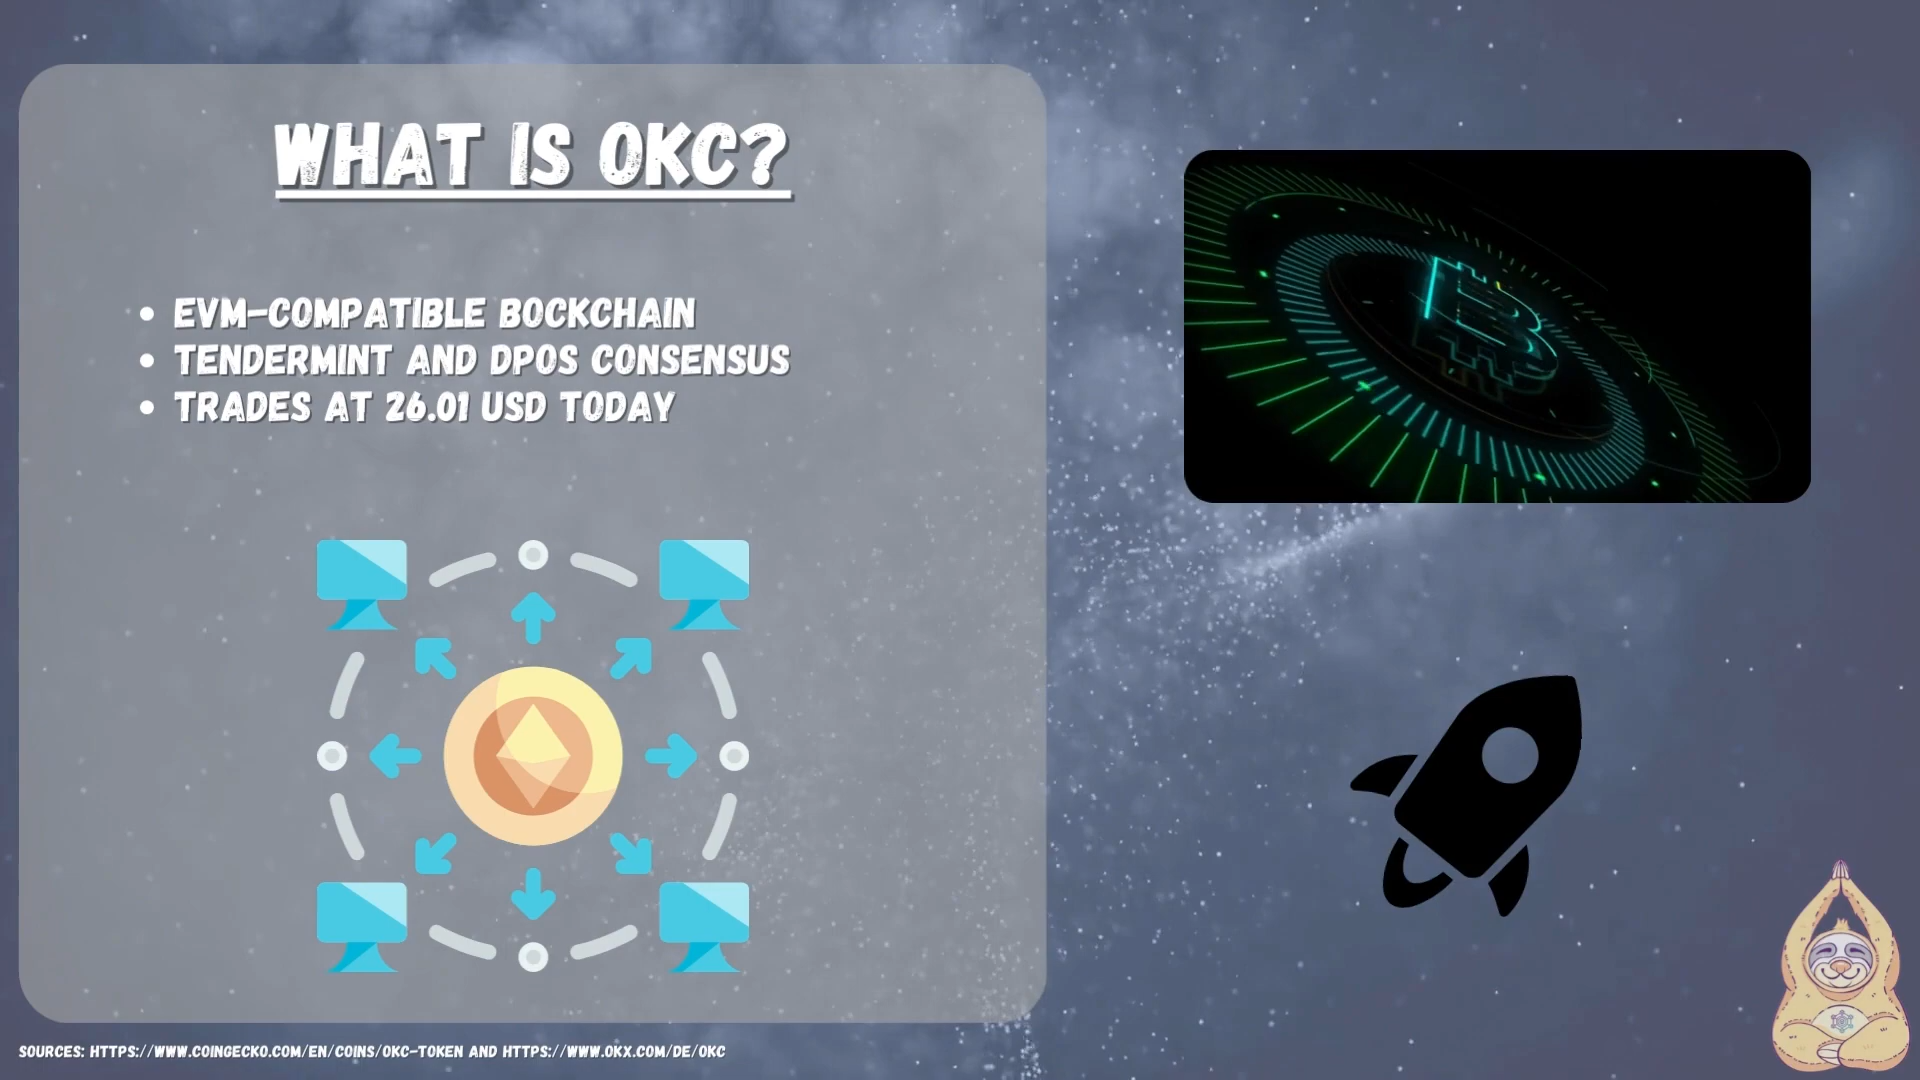 WHAT IS OKC?
• EVM-COMPATIBLE BOCKCHAIN
• TENDERMINT AND DPOS CONSENSUS
• TRADES AT 26.01 USD TODAY
SOURCES: HTTPS://WWW.COINGECKO.COM/EN/COINS/OKC-TOKEN AND HTTPS://WWW.OKX.COM/DE/OKC